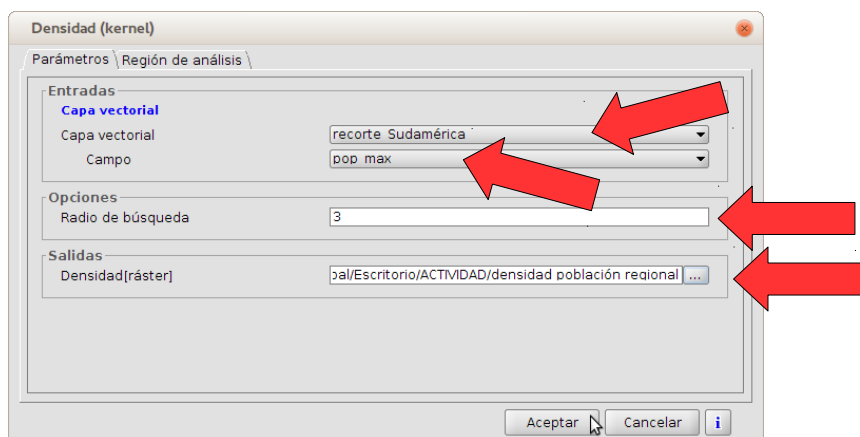 Densidad (kernel)
Parámetros Región de análisis
Entradas
Capa vectorial
Capa vectorial recorte Sudamérica
Campo pop max
Opciones
Radio de búsqueda 3
Salidas
Densidad[ráster] pal/Escritorio/ACTIVIDAD/densidad población regional ...
Aceptar Cancelar i